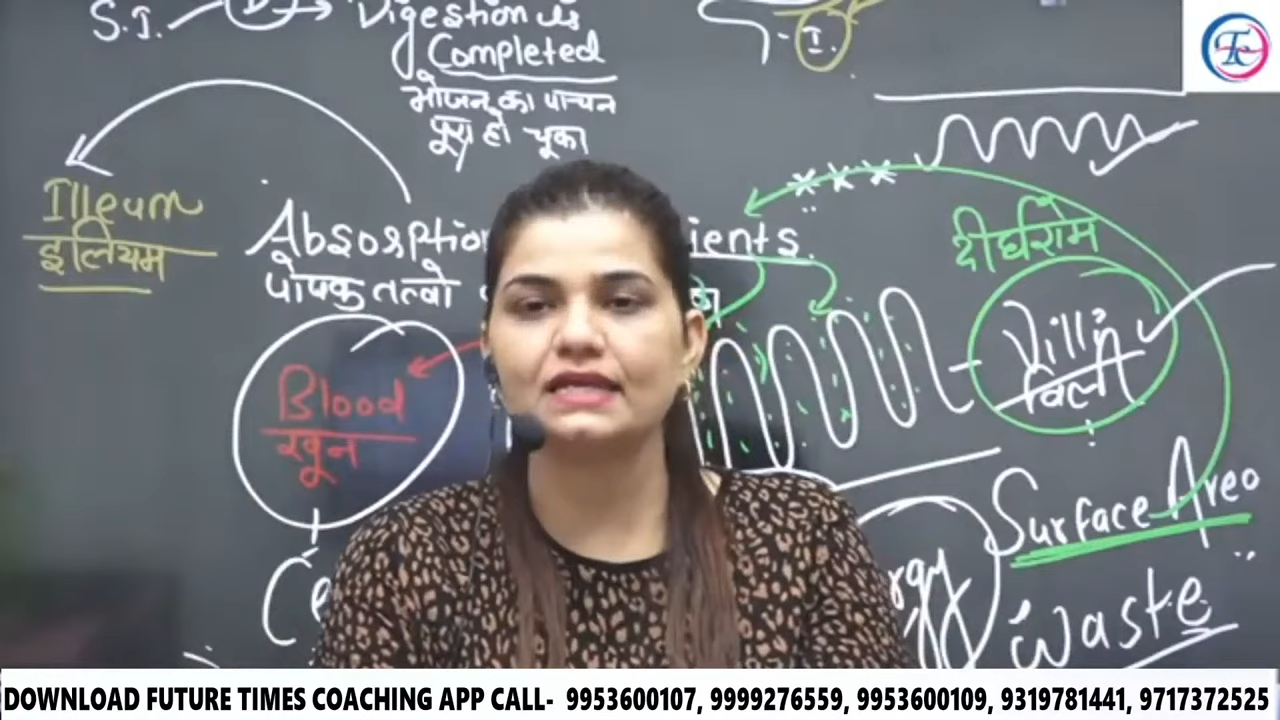 S.I.
Digestion is
Completed
भोजन का पाचन
पूरा हो चूका
I.
Illeum
इलियम
Absorptio
ients
पोषक तत्वो
दीर्घरोम
Villi
विली
Blood
खून
Surface Area
Waste
DOWNLOAD FUTURE TIMES COACHING APP CALL- 9953600107, 9999276559, 9953600109, 9319781441, 9717372525